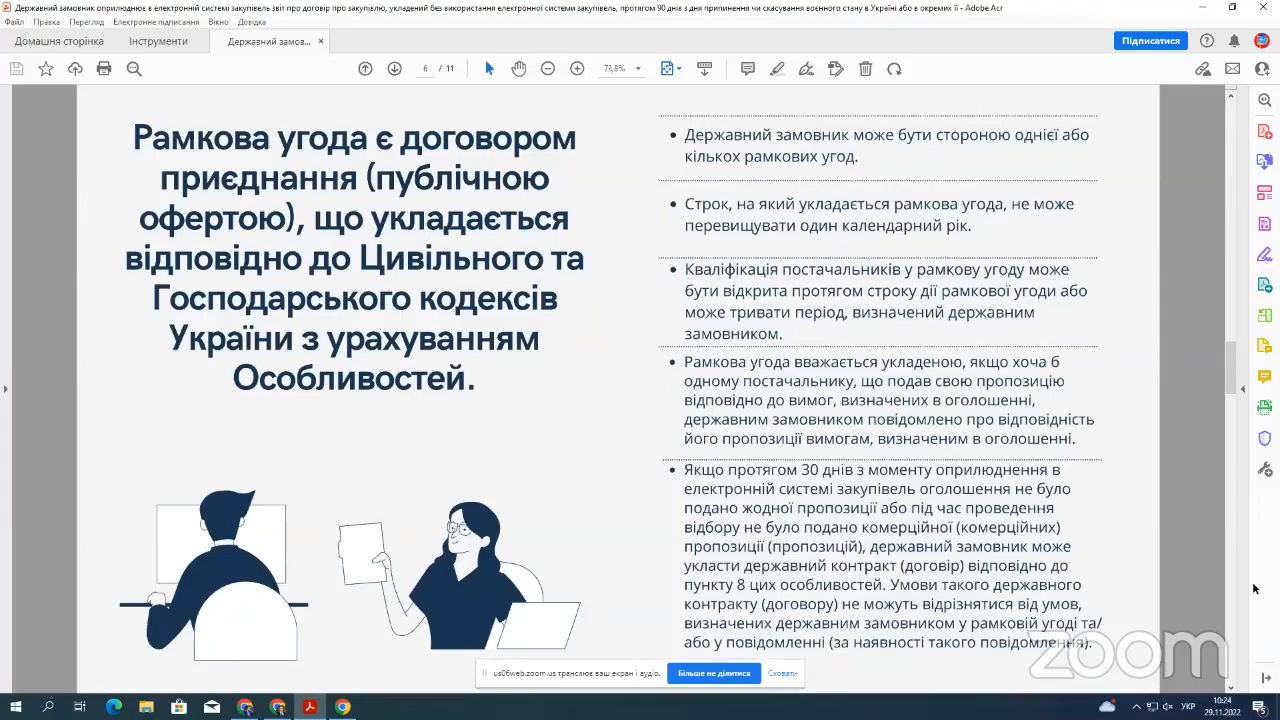 Державний замовник оприлюднює в електронній системі закупівель звіт про договір про закупівлю, укладений без використання електронної системи закупівель, протягом 90 днів з дня припинення чи скасування воєнного стану в Україні або в окремих її - Adobe Acr
Файл Правка Перегляд Електронне підписання Вікно Довідка
Домашня сторінка Інструменти Державний замов... × Підписатися
6 / 11 73,8%
Рамкова угода є договором
приєднання (публічною
офертою), що укладається
відповідно до Цивільного та
Господарського кодексів
України з урахуванням
Особливостей.
• Державний замовник може бути стороною однієї або
кількох рамкових угод.
• Строк, на який укладається рамкова угода, не може
перевищувати один календарний рік.
• Кваліфікація постачальників у рамкову угоду може
бути відкрита протягом строку дії рамкової угоди або
може тривати період, визначений державним
замовником.
• Рамкова угода вважається укладеною, якщо хоча б
одному постачальнику, що подав свою пропозицію
відповідно до вимог, визначених в оголошенні,
державним замовником повідомлено про відповідність
його пропозиції вимогам, визначеним в оголошенні.
• Якщо протягом 30 днів з моменту оприлюднення в
електронній системі закупівель оголошення не було
подано жодної пропозиції або під час проведення
відбору не було подано комерційної (комерційних)
пропозиції (пропозицій), державний замовник може
укласти державний контракт (договір) відповідно до
пункту 8 цих особливостей. Умови такого державного
контракту (договору) не можуть відрізнятися від умов,
визначених державним замовником у рамковій угоді та/
або у повідомленні (за наявності такого повідомлення).
zoom
us06web.zoom.us транслює ваш екран і аудіо. Більше не ділитися Сховати
УКР
10:24
29.11.2022
5